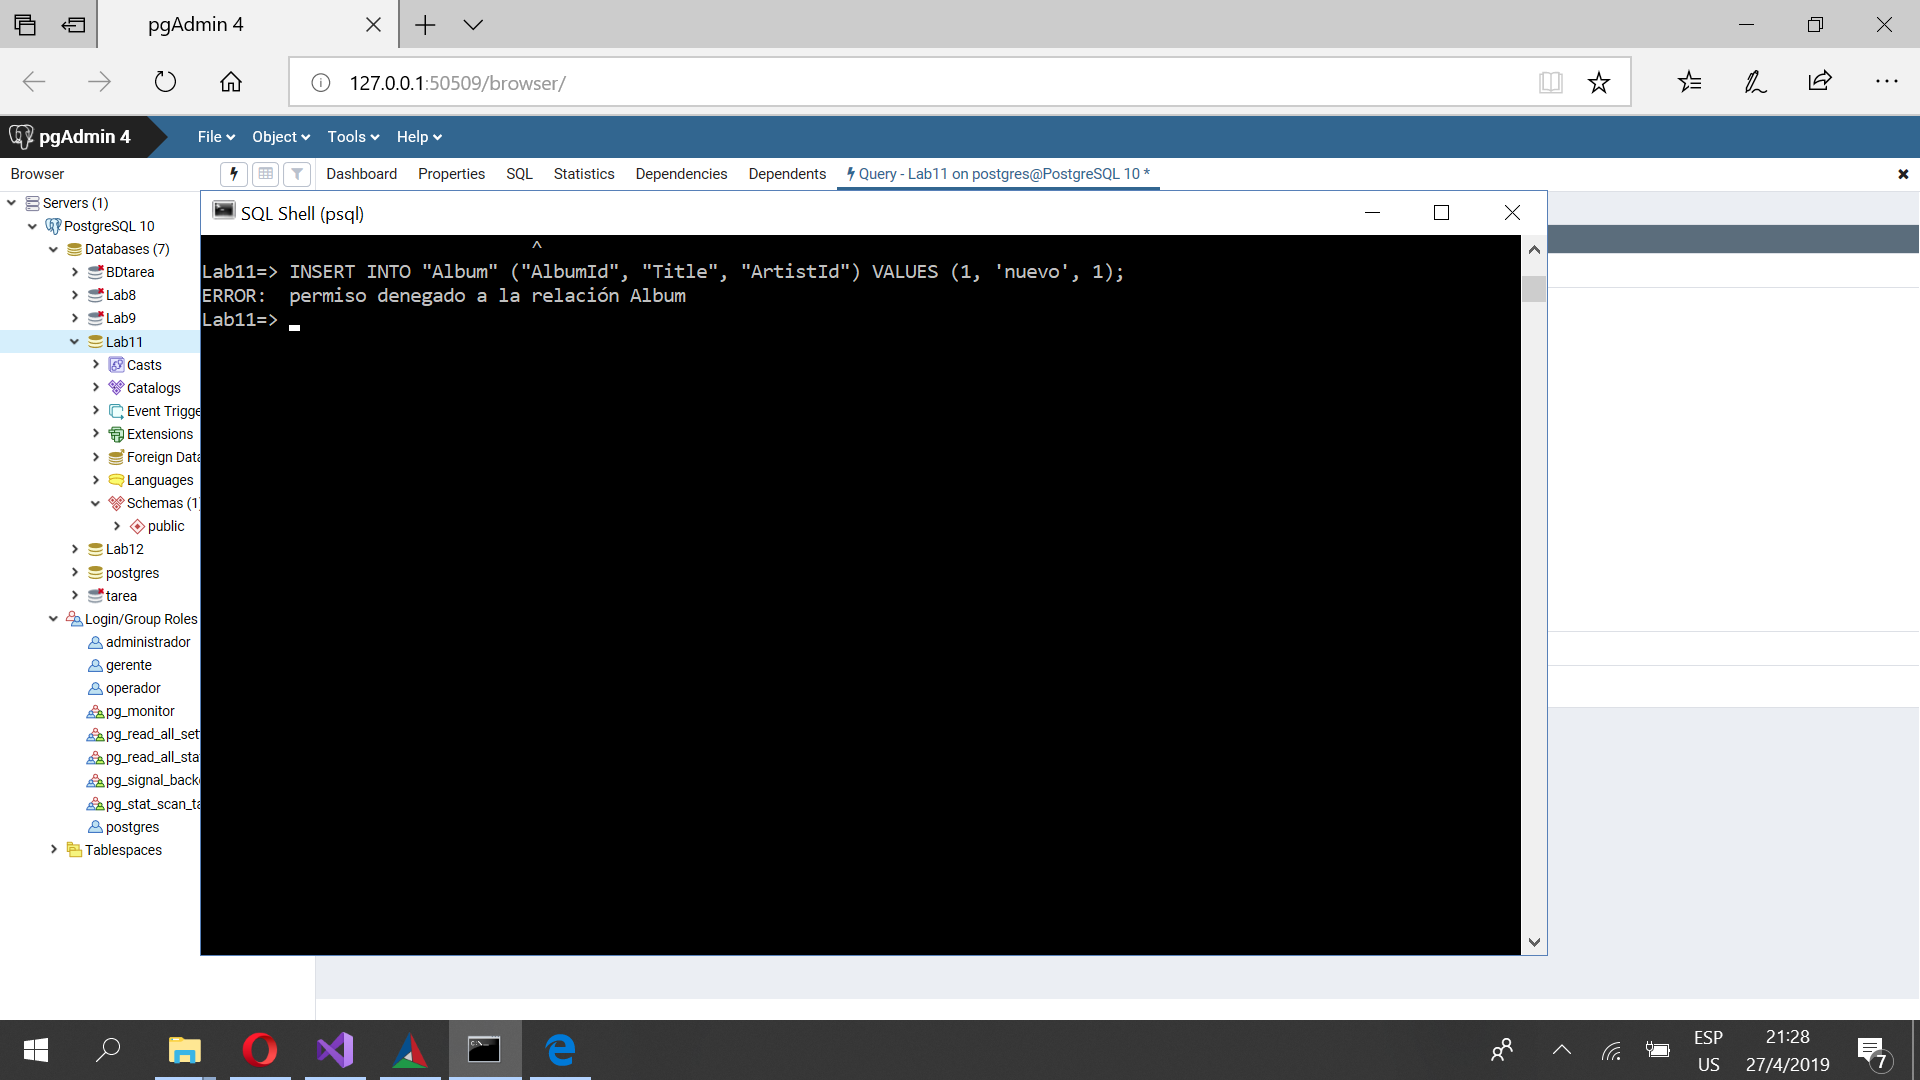 pgAdmin 4
127.0.0.1:50509/browser/
pgAdmin 4
File
Object
Tools
Help
Browser
Dashboard
Properties
SQL
Statistics
Dependencies
Dependents
Query - Lab11 on postgres@PostgreSQL 10 *
Servers (1)
PostgreSQL 10
Databases (7)
BDtarea
Lab8
Lab9
Lab11
Casts
Catalogs
Event Trigge
Extensions
Foreign Data
Languages
Schemas (1)
public
Lab12
postgres
tarea
Login/Group Roles
administrador
gerente
operador
pg_monitor
pg_read_all_set
pg_read_all_sta
pg_signal_back
pg_stat_scan_ta
postgres
Tablespaces
SQL Shell (psql)
^
Lab11=> INSERT INTO "Album" ("AlbumId", "Title", "ArtistId") VALUES (1, 'nuevo', 1);
ERROR:  permiso denegado a la relación Album
Lab11=>
ESP
US
21:28
27/4/2019
7